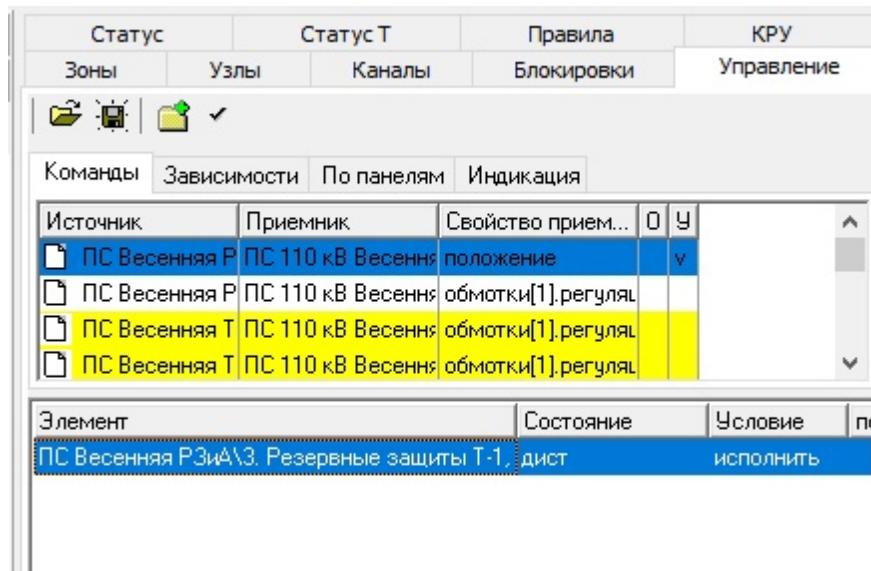 Статус Статус Т Правила КРУ
Зоны Узлы Каналы Блокировки Управление
Команды Зависимости По панелям Индикация
Источник Приемник Свойство прием... О У
ПС Весенняя Р ПС 110 кВ Весення положение v
ПС Весенняя Р ПС 110 кВ Весення обмотки[1].регуляц
ПС Весенняя Т ПС 110 кВ Весення обмотки[1].регуляц
ПС Весенняя Т ПС 110 кВ Весення обмотки[1].регуляц
Элемент Состояние Условие
ПС Весенняя РЗиА\3. Резервные защиты Т-1, дист исполнить